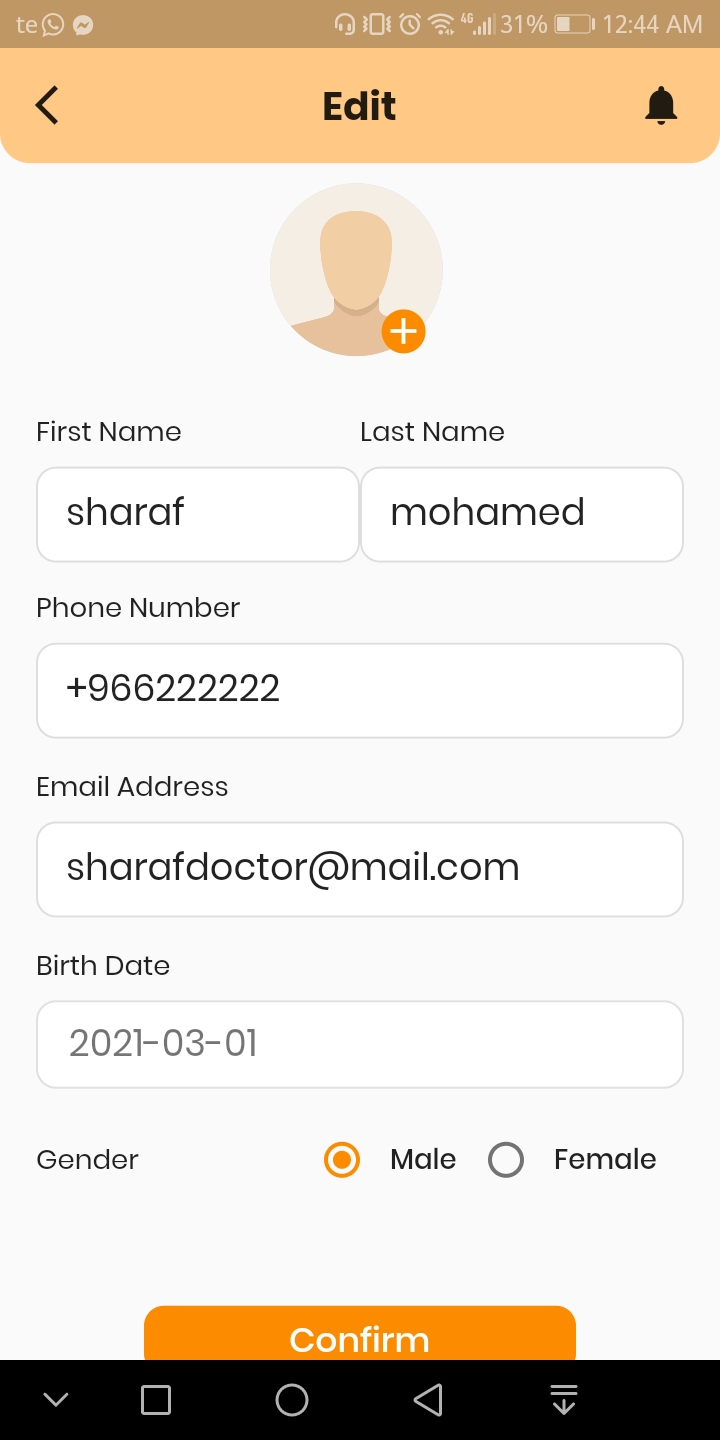 te 4G 31% 12:44 AM
Edit
First Name Last Name
sharaf mohamed
Phone Number
+966222222
Email Address
sharafdoctor@mail.com
Birth Date
2021-03-01
Gender Male Female
Confirm